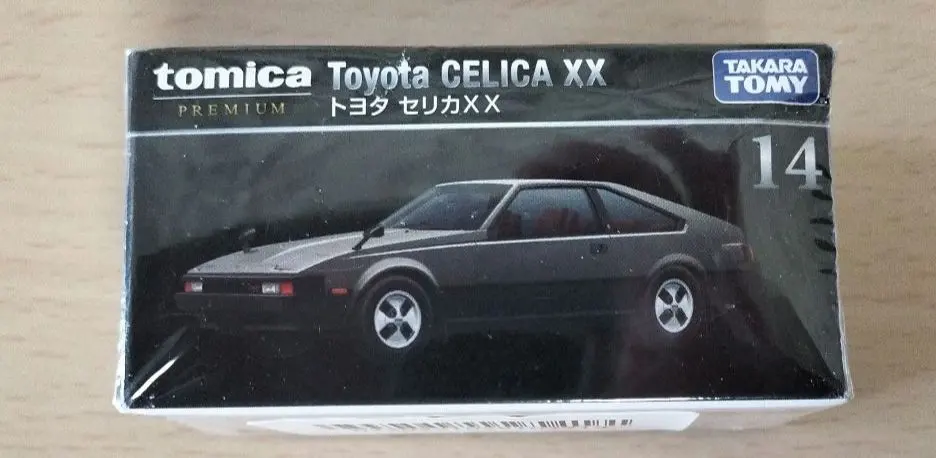 tomica
PREMIUM
Toyota CELICA XX
トヨタ セリカXX
TAKARA
TOMY
14